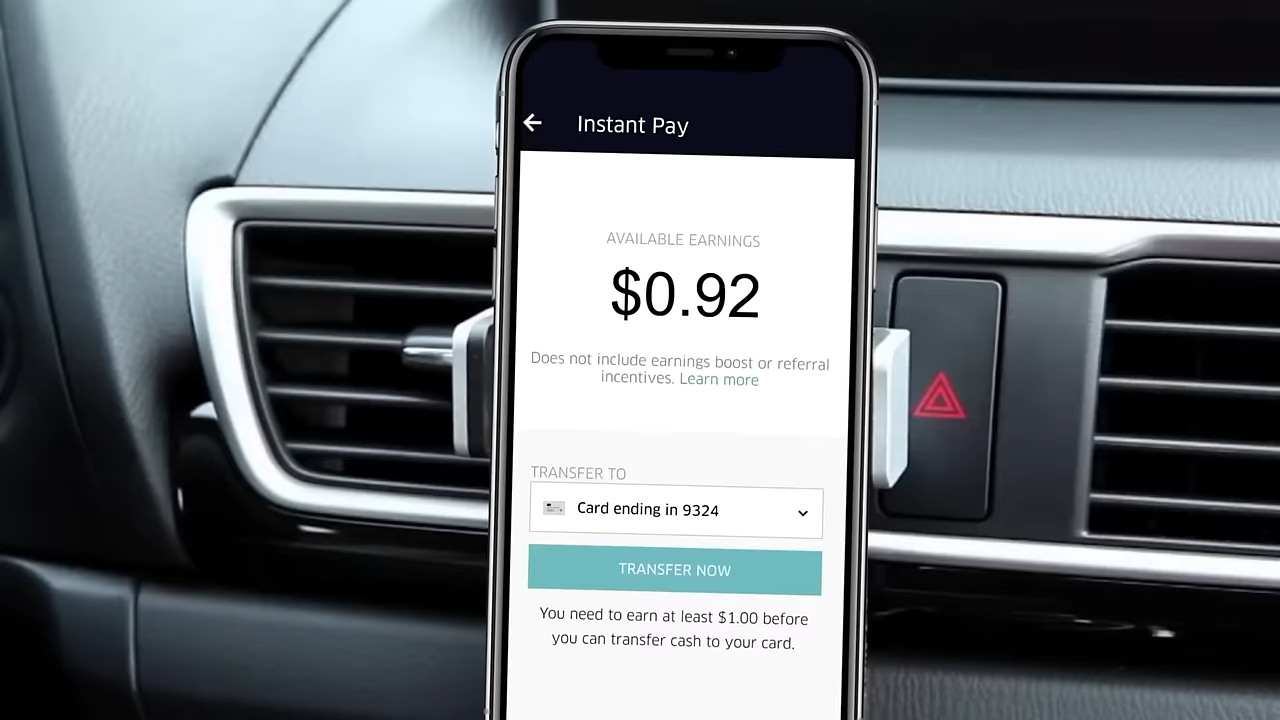 Instant Pay
AVAILABLE EARNINGS
$0.92
Does not include earnings boost or referral
incentives. Learn more
TRANSFER TO
Card ending in 9324
TRANSFER NOW
You need to earn at least $1.00 before
you can transfer cash to your card.